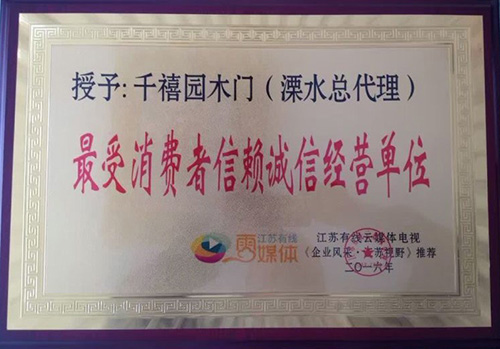 授予:千禧园木门（溧水总代理）
最受消费者信赖诚信经营单位
江苏有线
云媒体
江苏有线云媒体电视
《企业风采·大苏视野》推荐
二〇一六年